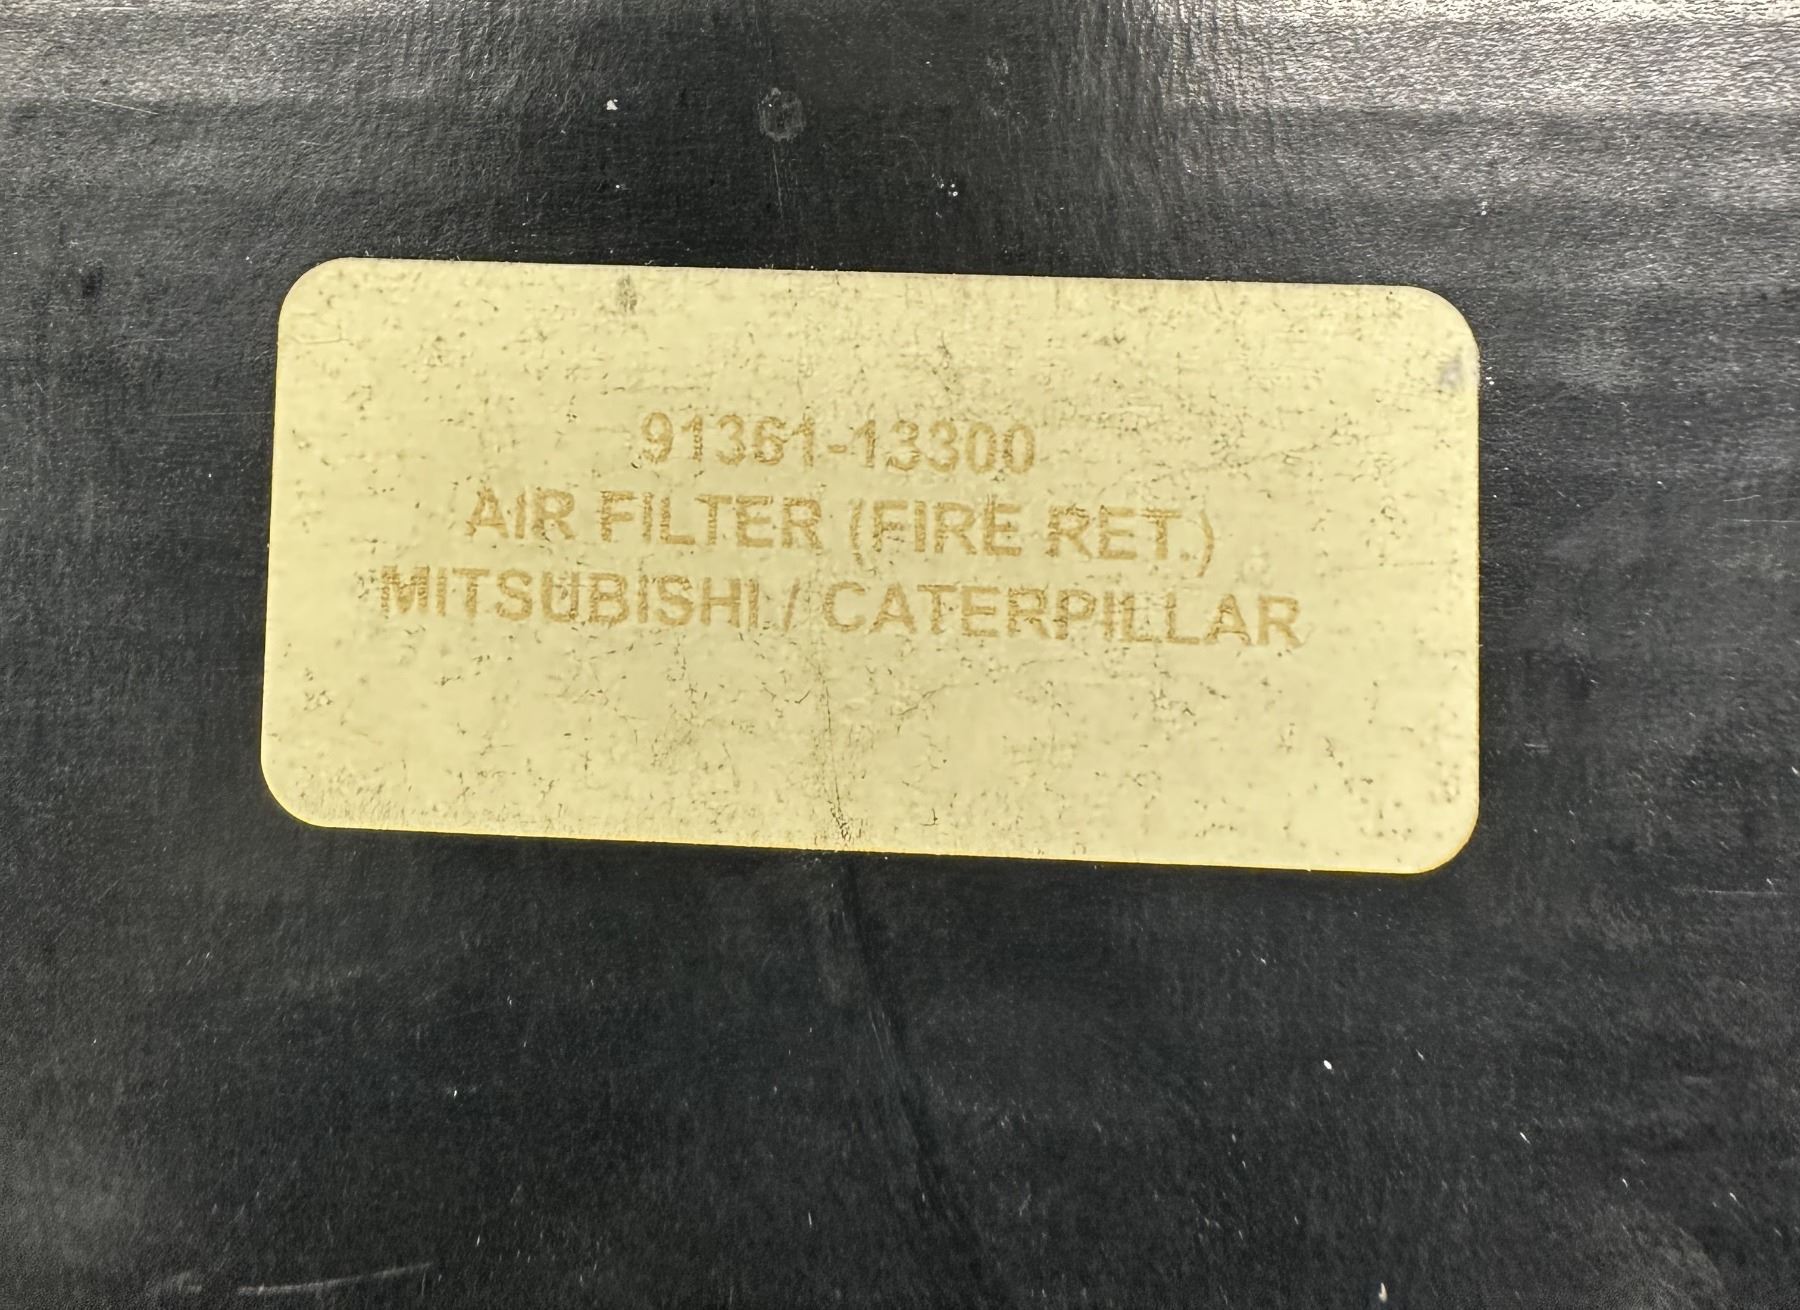 91361-13300
AIR FILTER (FIRE RET.)
MITSUBISHI / CATERPILLAR